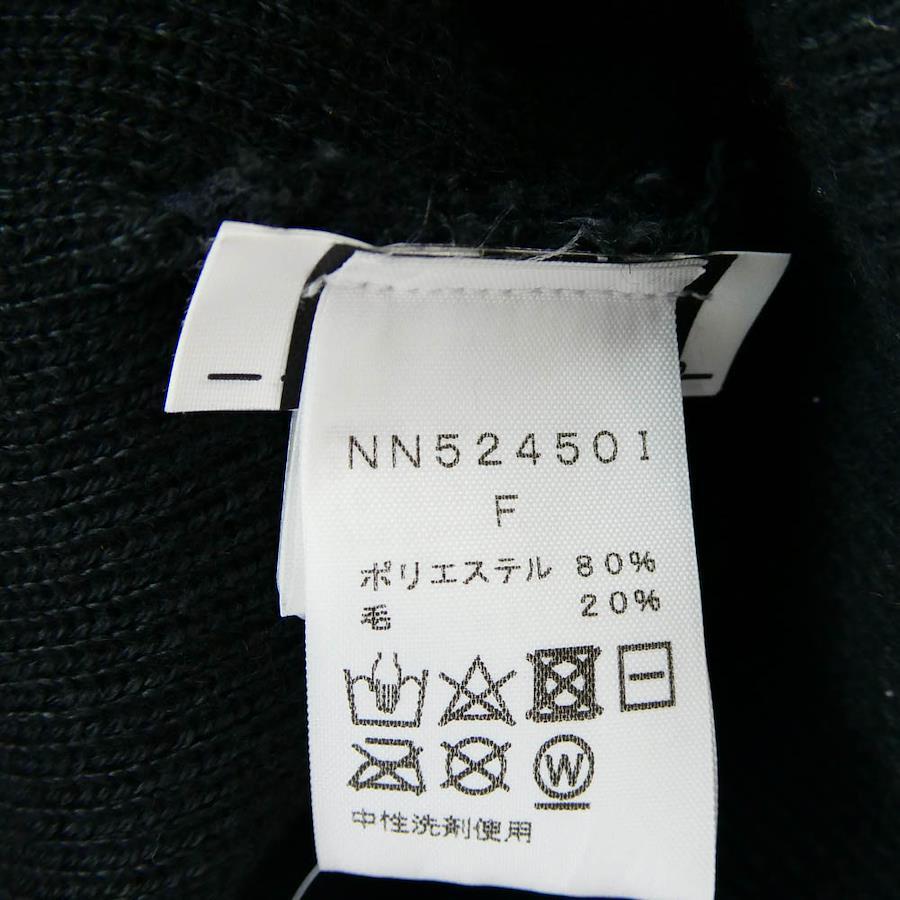 NN52450I
F
ポリエステル 80%
毛 20%
W
中性洗剤使用